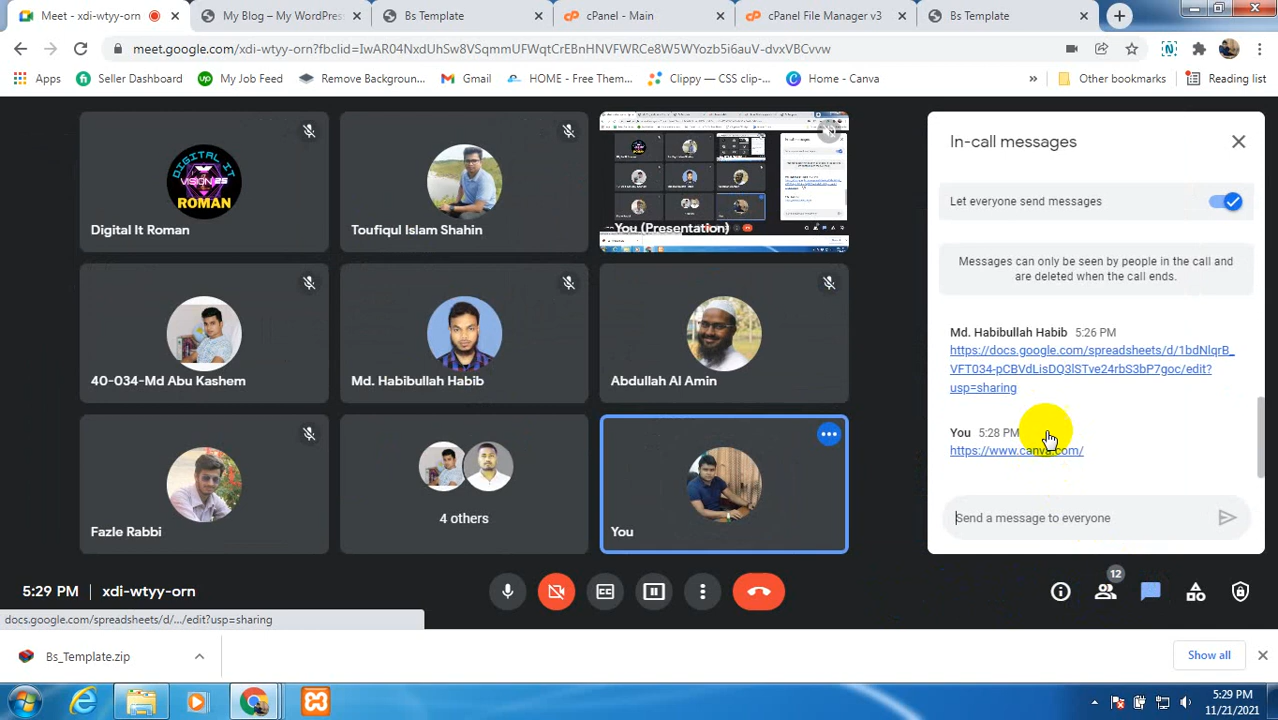 Meet - xdi-wtyy-orn
My Blog – My WordPres
Bs Template
cPanel - Main
cPanel File Manager v3
Bs Template
meet.google.com/xdi-wtyy-orn?fbclid=IwAR04NxdUhSw8VSqmmUFWqtCrEBnHNVFWRCe8W5WYozb5i6auV-dvxVBCvvw
Apps
Seller Dashboard
My Job Feed
Remove Backgroun...
Gmail
HOME - Free Them...
Clippy — CSS clip-...
Home - Canva
»
Other bookmarks
Reading list
DIGITAL IT
VISION
ROMAN
Digital It Roman
Toufiqul Islam Shahin
You (Presentation)
40-034-Md Abu Kashem
Md. Habibullah Habib
Abdullah Al Amin
Fazle Rabbi
4 others
You
In-call messages
Let everyone send messages
Messages can only be seen by people in the call and
are deleted when the call ends.
Md. Habibullah Habib 5:26 PM
https://docs.google.com/spreadsheets/d/1bdNlqrB_
VFT034-pCBVdLisDQ3lSTve24rbS3bP7goc/edit?
usp=sharing
You 5:28 PM
https://www.canva.com/
Send a message to everyone
5:29 PM | xdi-wtyy-orn
12
docs.google.com/spreadsheets/d/.../edit?usp=sharing
Bs_Template.zip
Show all
5:29 PM
11/21/2021